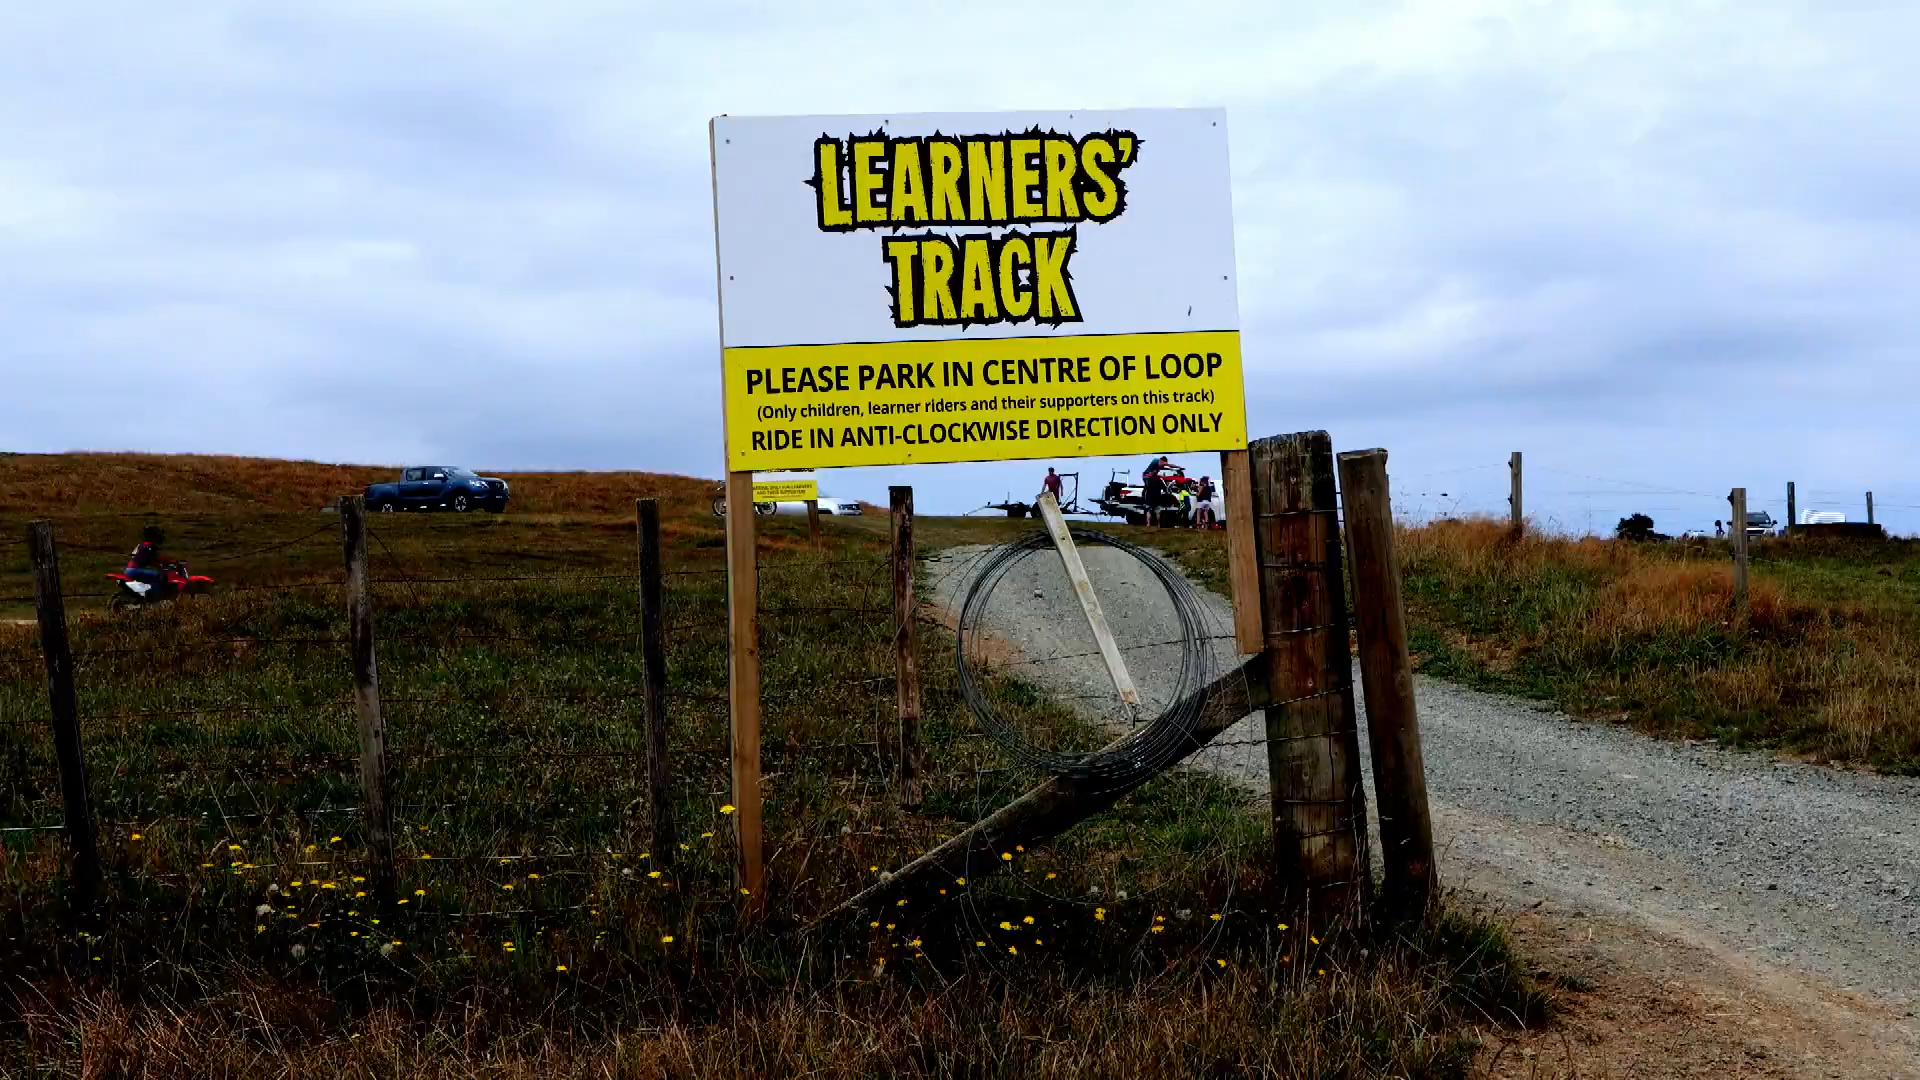 LEARNERS'
TRACK
PLEASE PARK IN CENTRE OF LOOP
(Only children, learner riders and their supporters on this track)
RIDE IN ANTI-CLOCKWISE DIRECTION ONLY